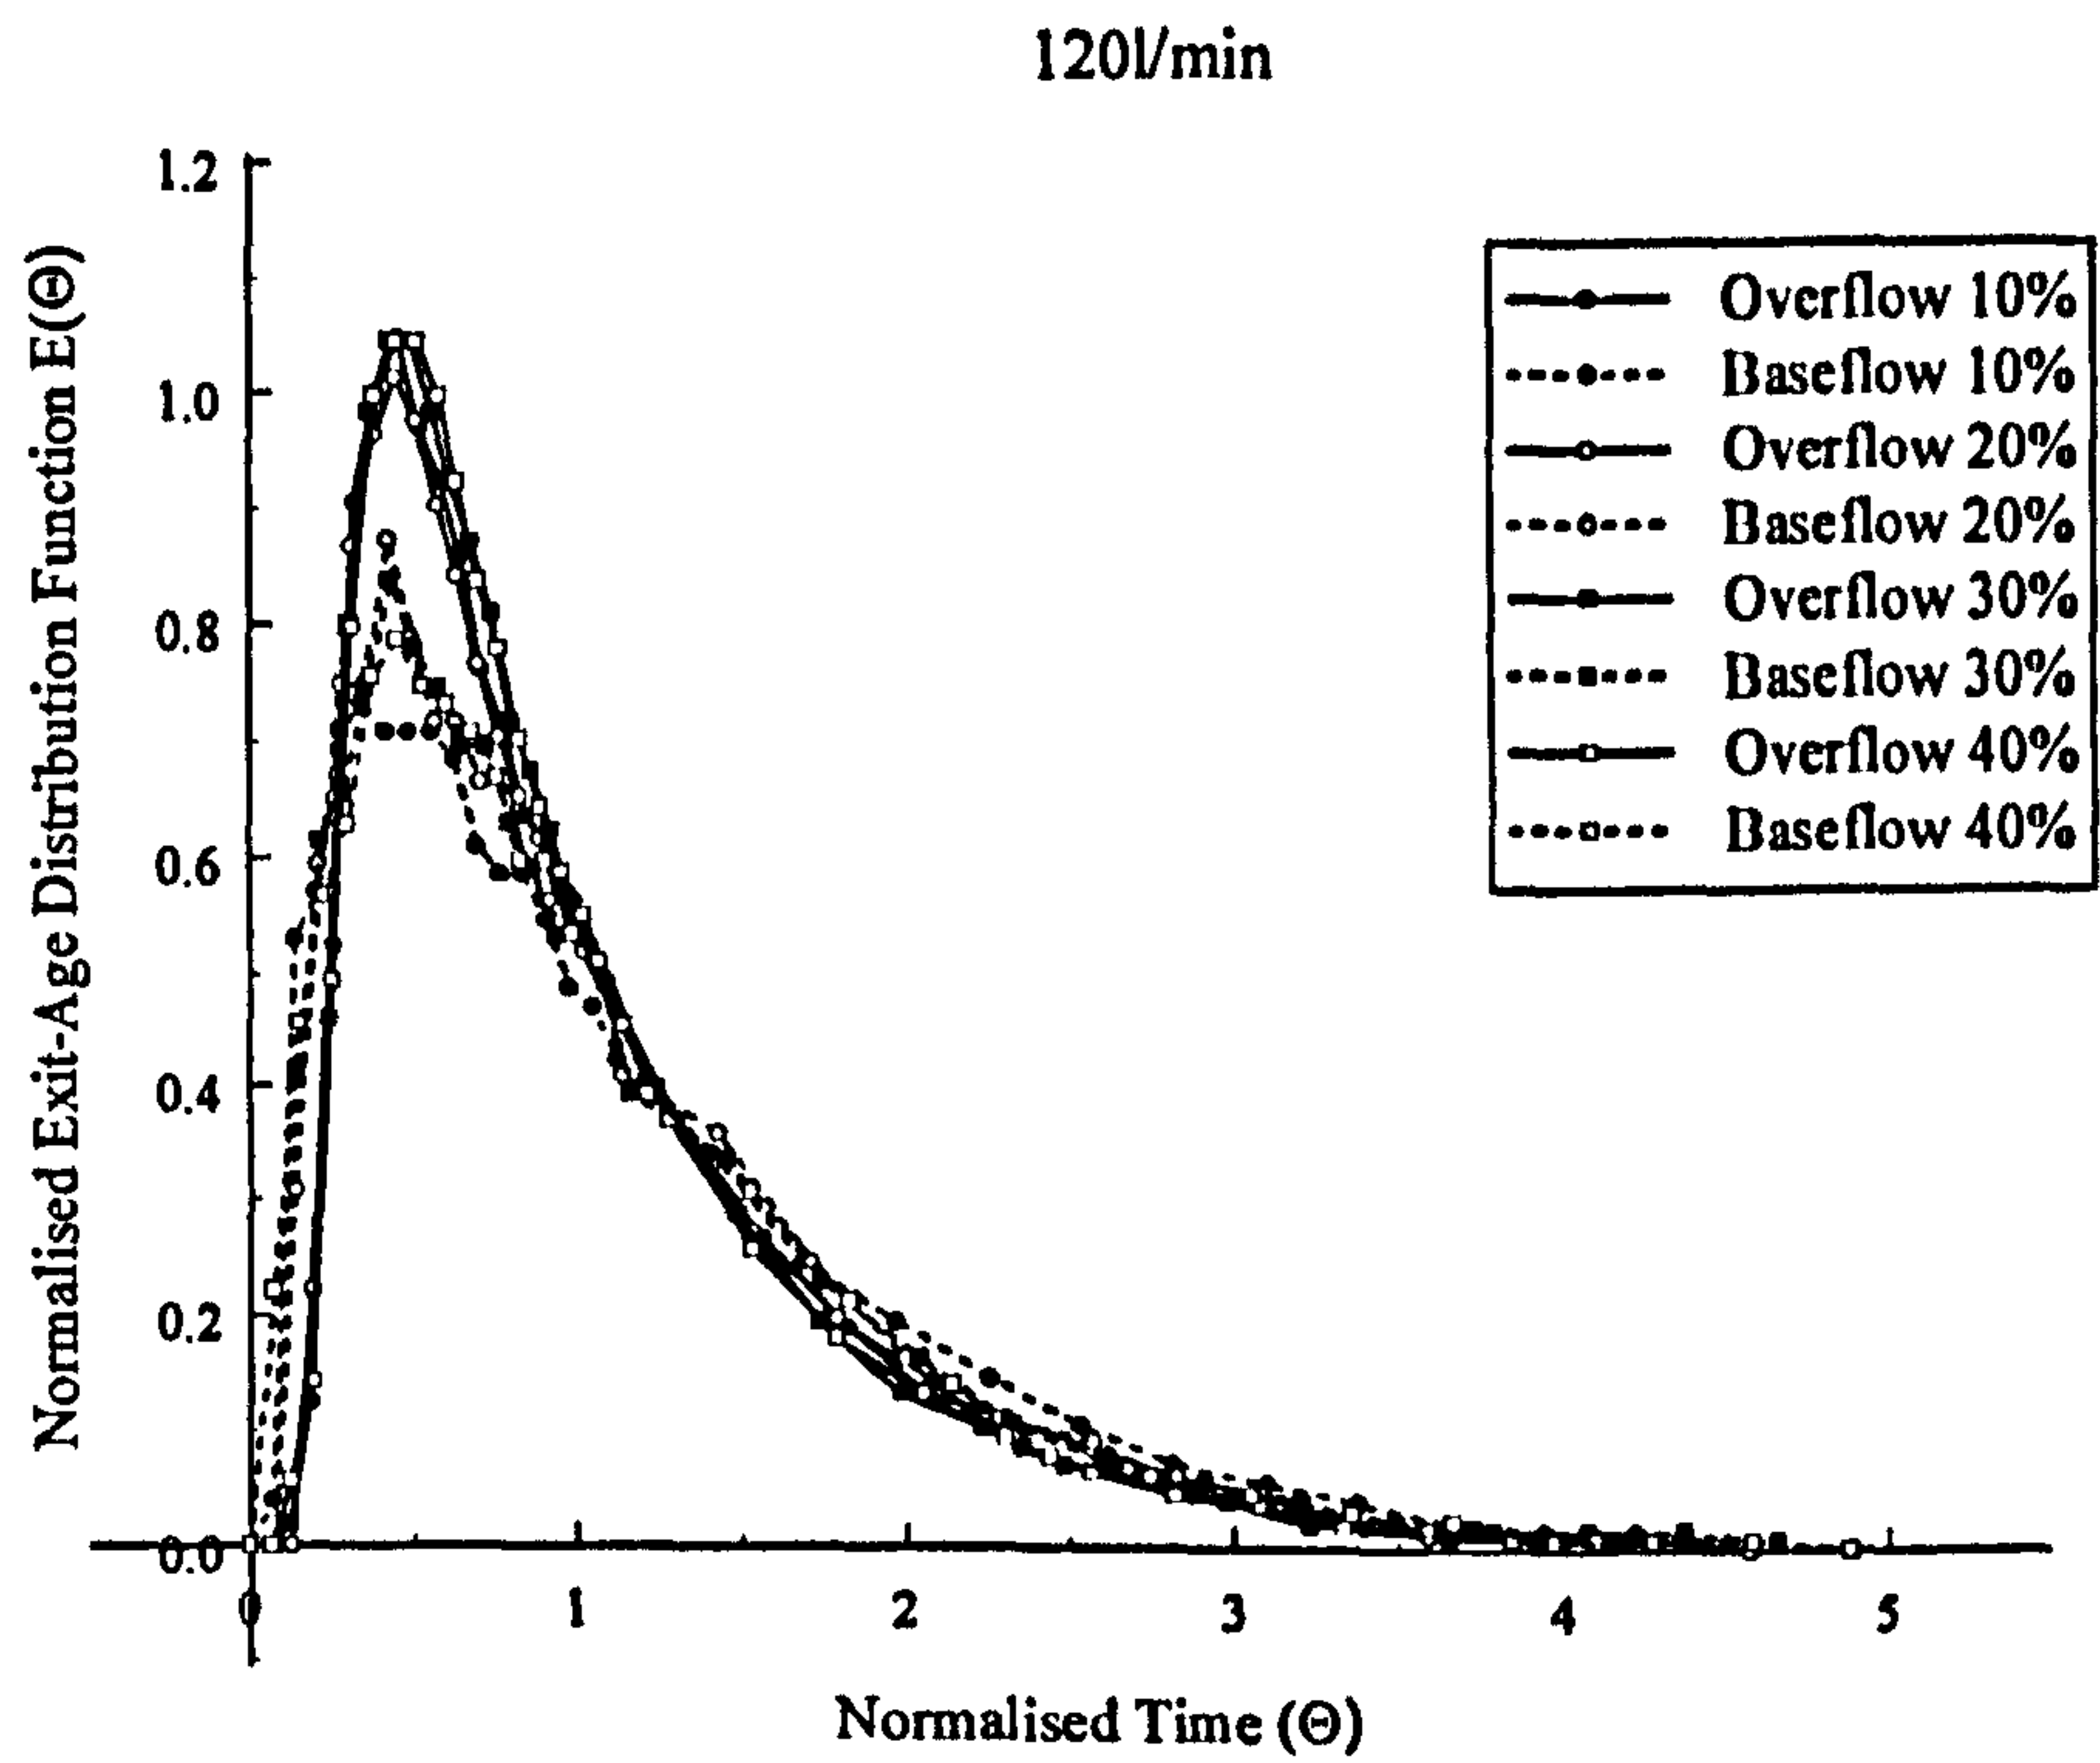 120l/min
Normalised Exit-Age Distribution Function E(Θ)
1.2
1.0
0.8
0.6
0.4
0.2
0.0
0
1
2
3
4
5
Normalised Time (Θ)
Overflow 10%
Baseflow 10%
Overflow 20%
Baseflow 20%
Overflow 30%
Baseflow 30%
Overflow 40%
Baseflow 40%